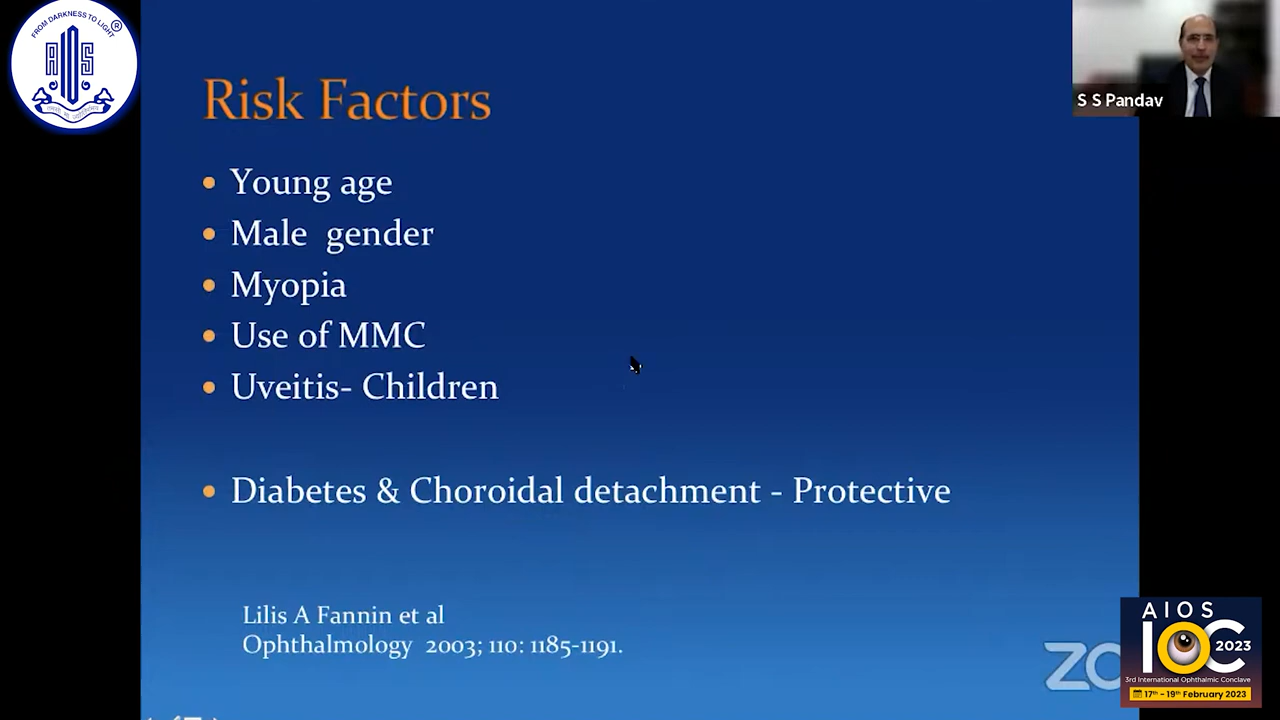 FROM DARKNESS TO LIGHT
®
AIOS
S S Pandav
Risk Factors
• Young age
• Male gender
• Myopia
• Use of MMC
• Uveitis- Children
• Diabetes & Choroidal detachment - Protective
Lilis A Fannin et al
Ophthalmology 2003; 110: 1185-1191.
AIOS
IOC
2023
3rd International Ophthalmic Conclave
17th - 19th February 2023